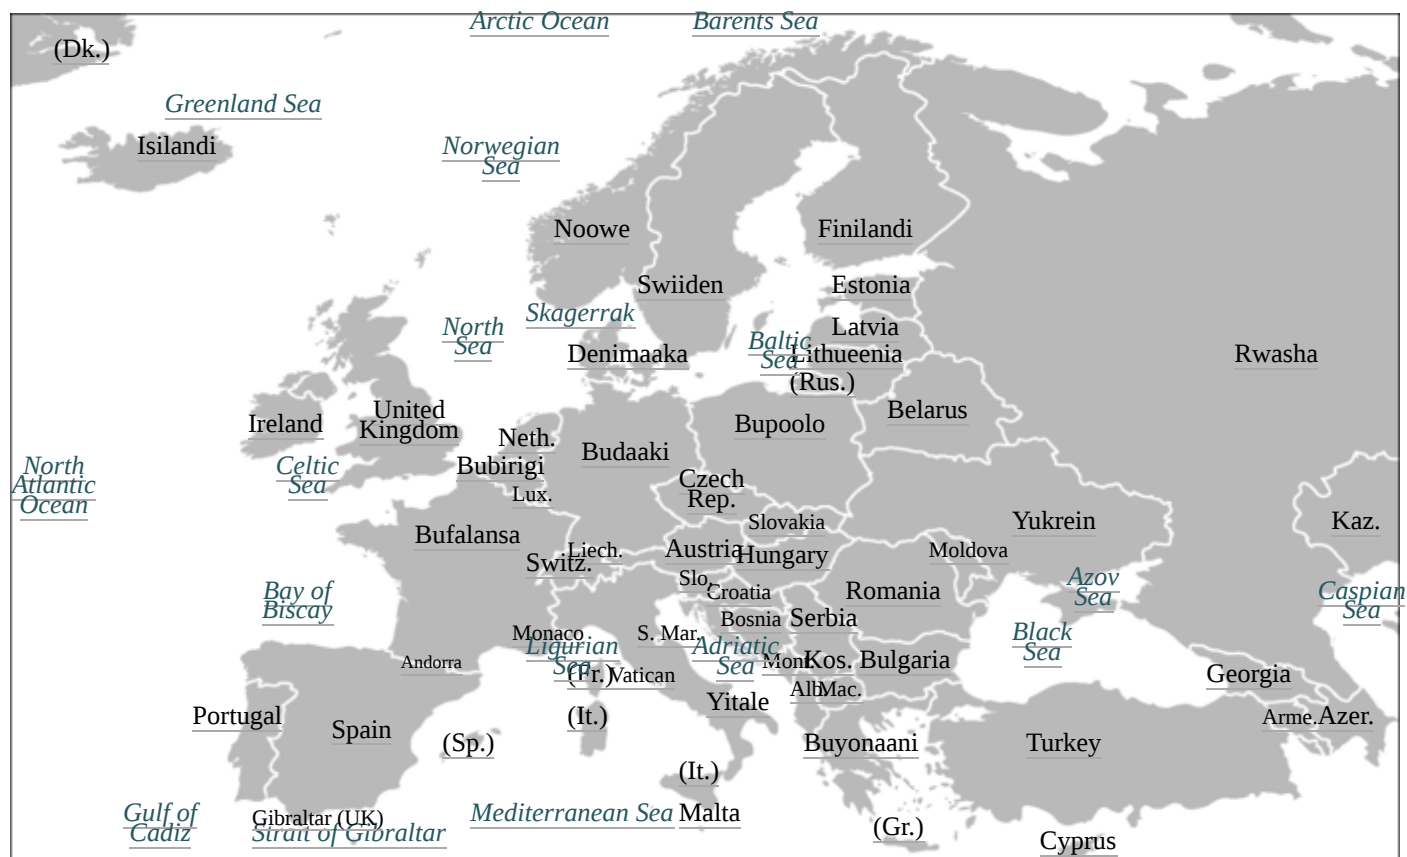 Arctic Ocean
Barents Sea
(Dk.)
Greenland Sea
Isilandi
Norwegian
Sea
Noowe
Finilandi
Swiiden
Estonia
Skagerrak
North
Sea
Latvia
Baltic
Sea
Denimaaka
Lithueenia
Rwasha
(Rus.)
United
Kingdom
Belarus
Ireland
Bupoolo
Neth.
Budaaki
North
Atlantic
Ocean
Celtic
Sea
Bubirigi
Czech
Rep.
Lux.
Slovakia
Yukrein
Kaz.
Bufalansa
Liech.
Switz.
Austria
Hungary
Moldova
Slo.
Croatia
Romania
Azov
Sea
Caspian
Sea
Bay of
Biscay
Bosnia
Serbia
Monaco
S. Mar.
Black
Sea
Ligurian
Sea
Adriatic
Sea
Andorra
Mont.
Kos.
Bulgaria
(Fr.)
Vatican
Georgia
Alb.
Mac.
Yitale
Portugal
Spain
(It.)
Arme.
Azer.
(Sp.)
Buyonaani
Turkey
(It.)
Gulf of
Cadiz
Gibraltar (UK)
Strait of Gibraltar
Mediterranean Sea
Malta
(Gr.)
Cyprus